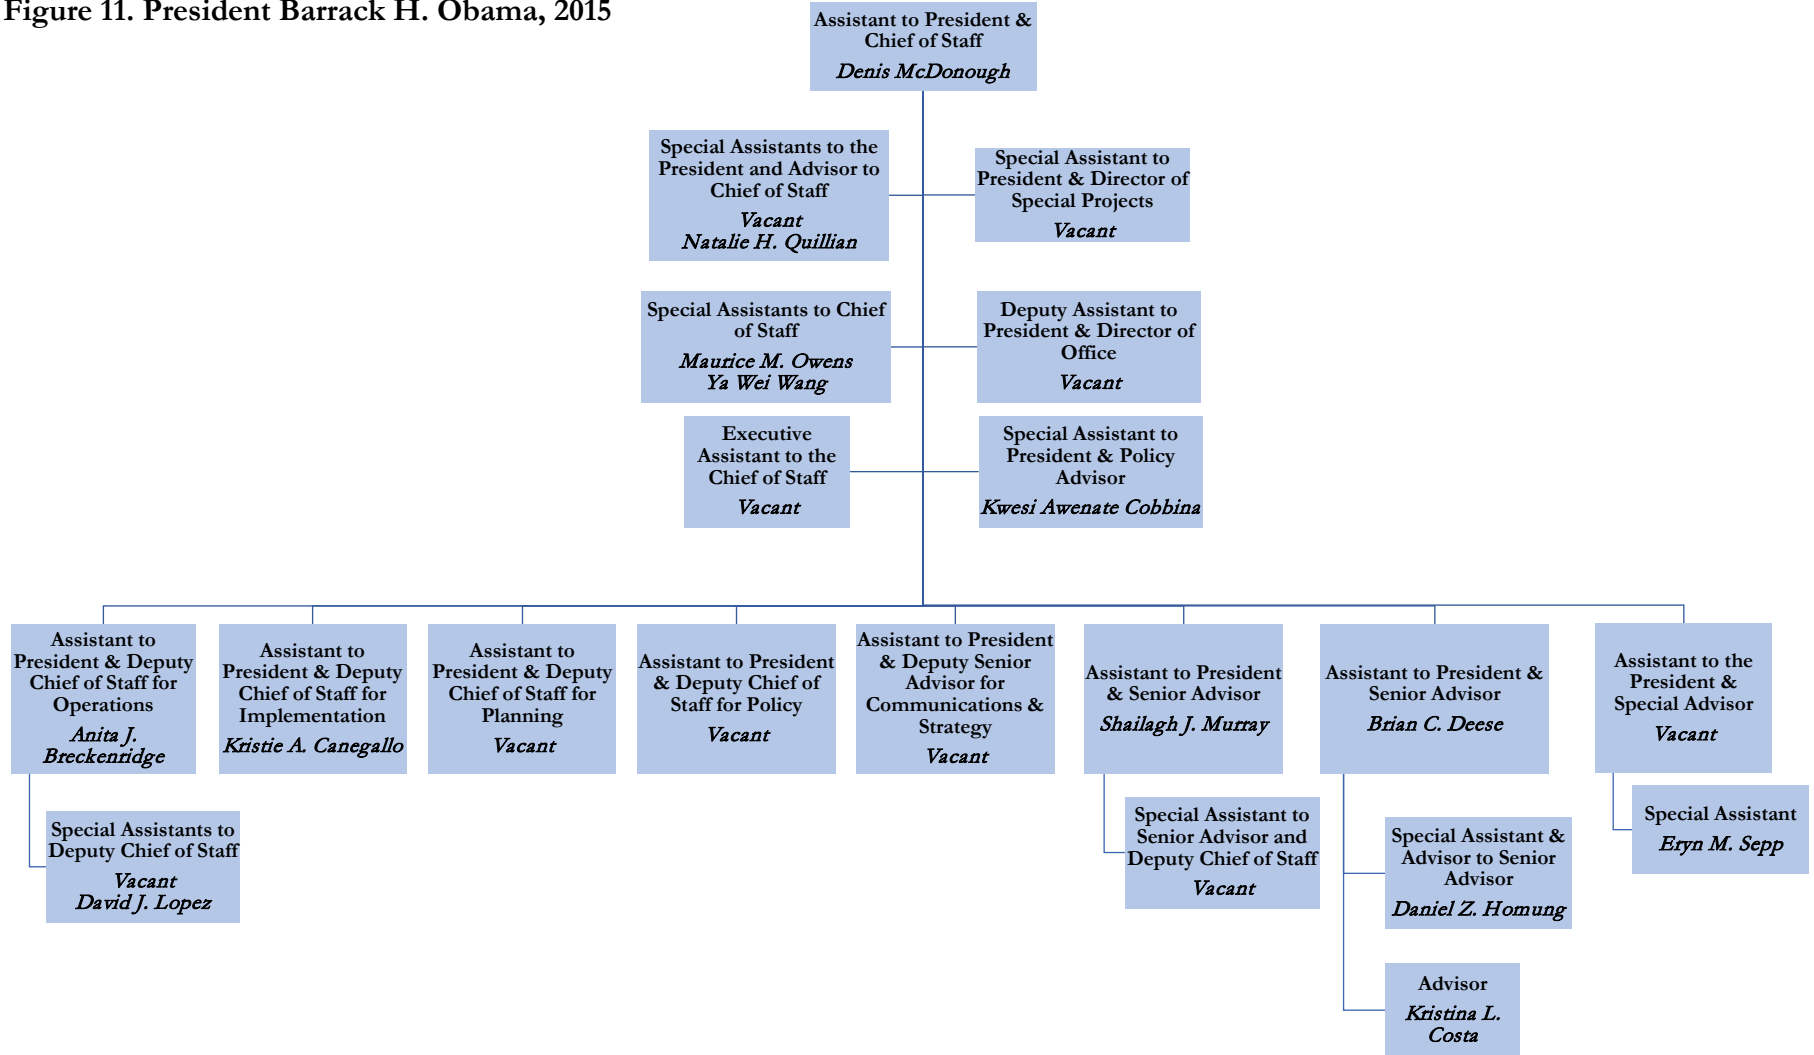 Figure 11. President Barrack H. Obama, 2015
Assistant to President &
Chief of Staff
Denis McDonough
Special Assistants to the
President and Advisor to
Chief of Staff
Vacant
Natalie H. Quillian
Special Assistant to
President & Director of
Special Projects
Vacant
Special Assistants to Chief
of Staff
Maurice M. Owens
Ya Wei Wang
Deputy Assistant to
President & Director of
Office
Vacant
Executive
Assistant to the
Chief of Staff
Vacant
Special Assistant to
President & Policy
Advisor
Kwesi Awenate Cobbina
Assistant to
President & Deputy
Chief of Staff for
Operations
Anita J.
Breckenridge
Assistant to
President & Deputy
Chief of Staff for
Implementation
Kristie A. Canegallo
Assistant to
President & Deputy
Chief of Staff for
Planning
Vacant
Assistant to President
& Deputy Chief of
Staff for Policy
Vacant
Assistant to President
& Deputy Senior
Advisor for
Communications &
Strategy
Vacant
Assistant to President
& Senior Advisor
Shailagh J. Murray
Assistant to President &
Senior Advisor
Brian C. Deese
Assistant to the
President &
Special Advisor
Vacant
Special Assistants to
Deputy Chief of Staff
Vacant
David J. Lopez
Special Assistant to
Senior Advisor and
Deputy Chief of Staff
Vacant
Special Assistant &
Advisor to Senior
Advisor
Daniel Z. Homung
Special Assistant
Eryn M. Sepp
Advisor
Kristina L.
Costa